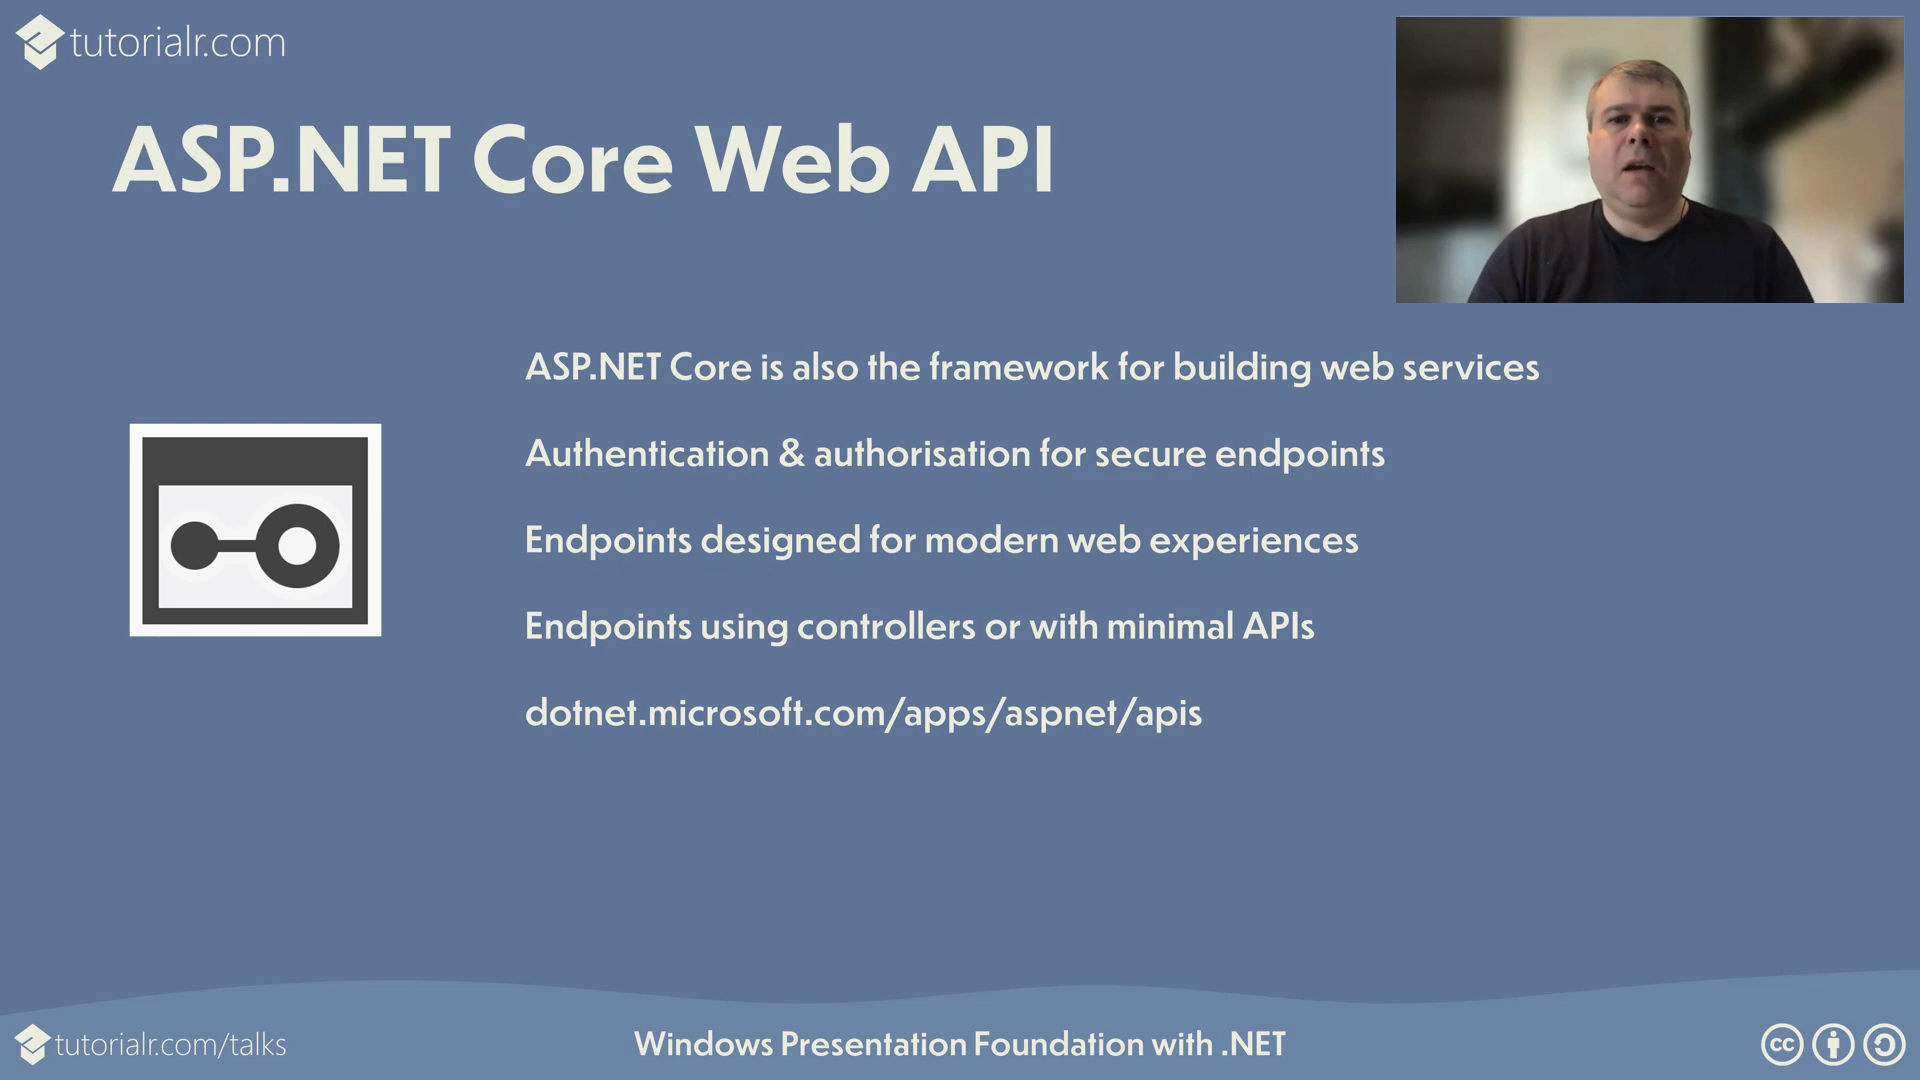 tutorialr.com
ASP.NET Core Web API
ASP.NET Core is also the framework for building web services
Authentication & authorisation for secure endpoints
Endpoints designed for modern web experiences
Endpoints using controllers or with minimal APIs
dotnet.microsoft.com/apps/aspnet/apis
tutorialr.com/talks
Windows Presentation Foundation with .NET
cc